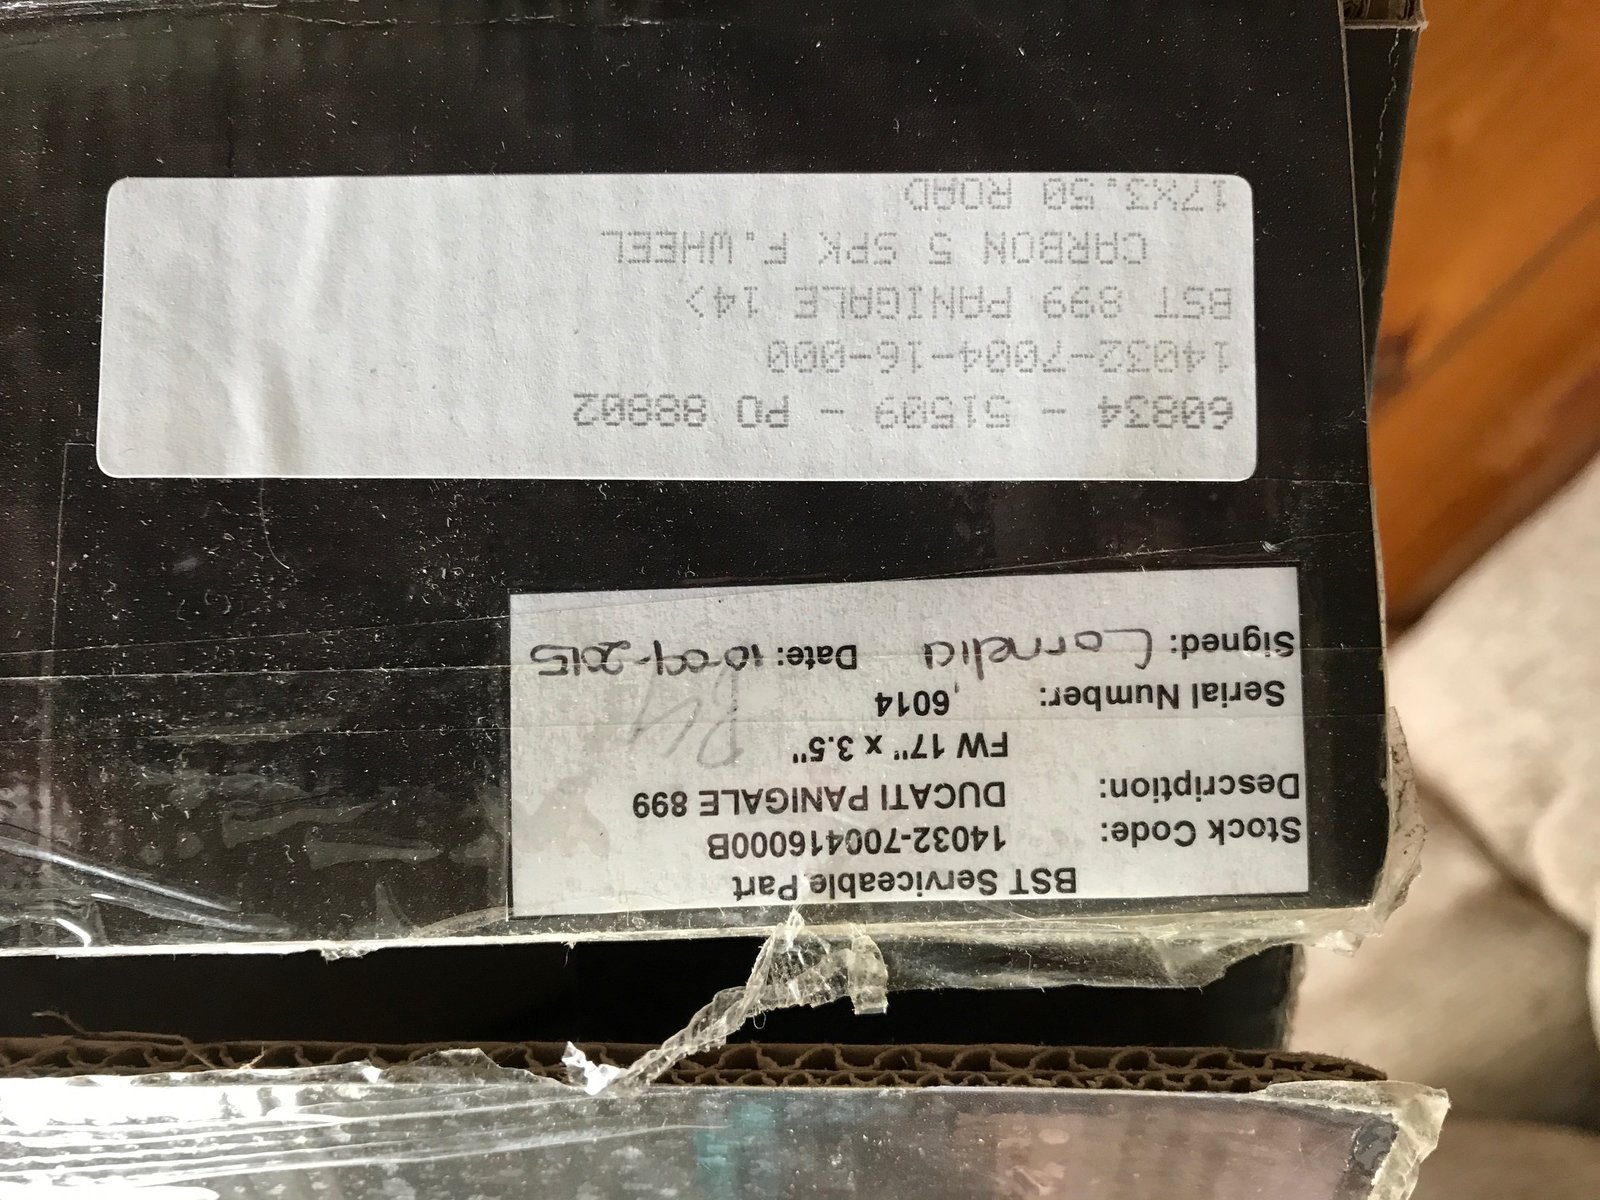 60834 - 51509 - PO 88802
14032-7004-16-000
BST 899 PANIGALE 14>
CARBON 5 SPK F.WHEEL
17X3.50 ROAD
BST Serviceable Part
Stock Code: 14032-700416000B
Description: DUCATI PANIGALE 899
FW 17" x 3.5"
Serial Number: 6014
Signed: Cornelia Date: 10-09-2015